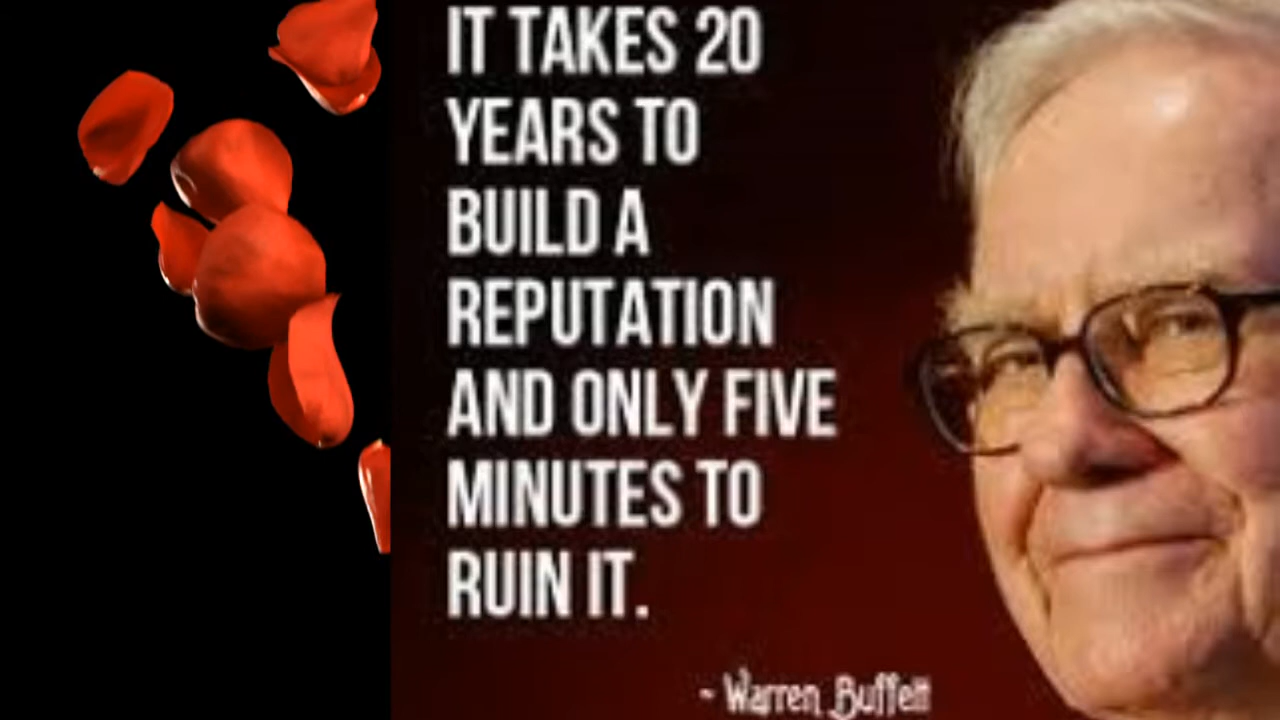 IT TAKES 20
YEARS TO
BUILD A
REPUTATION
AND ONLY FIVE
MINUTES TO
RUIN IT.
~ Warren Buffett